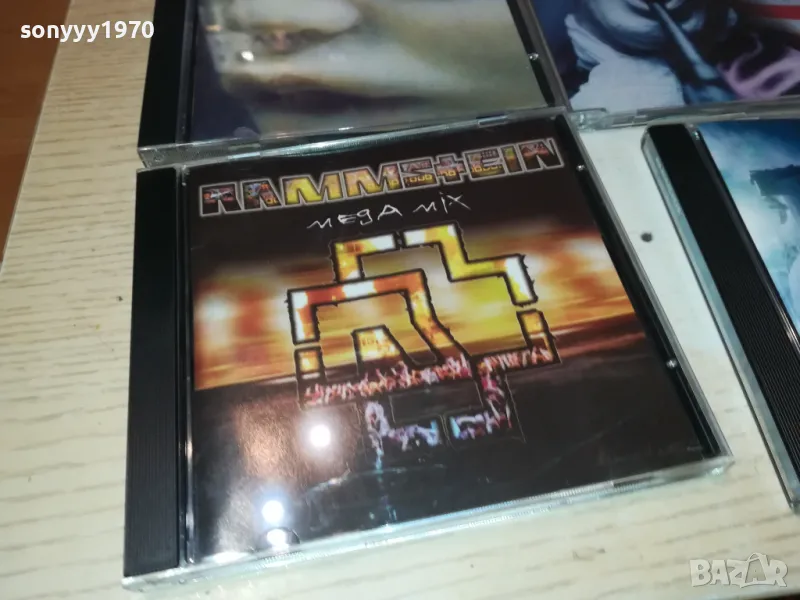 sonyyy1970
RAMMSTEIN
MEGA MIX
BAZAR